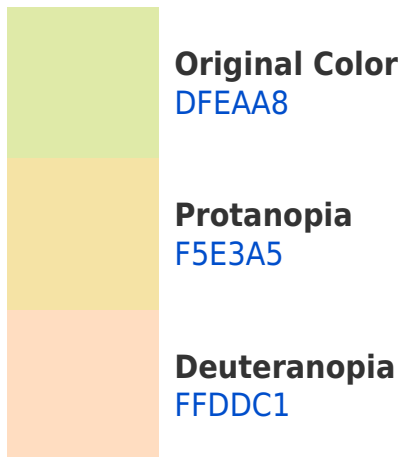 Original Color
DFEAA8
Protanopia
F5E3A5
Deuteranopia
FFDDC1